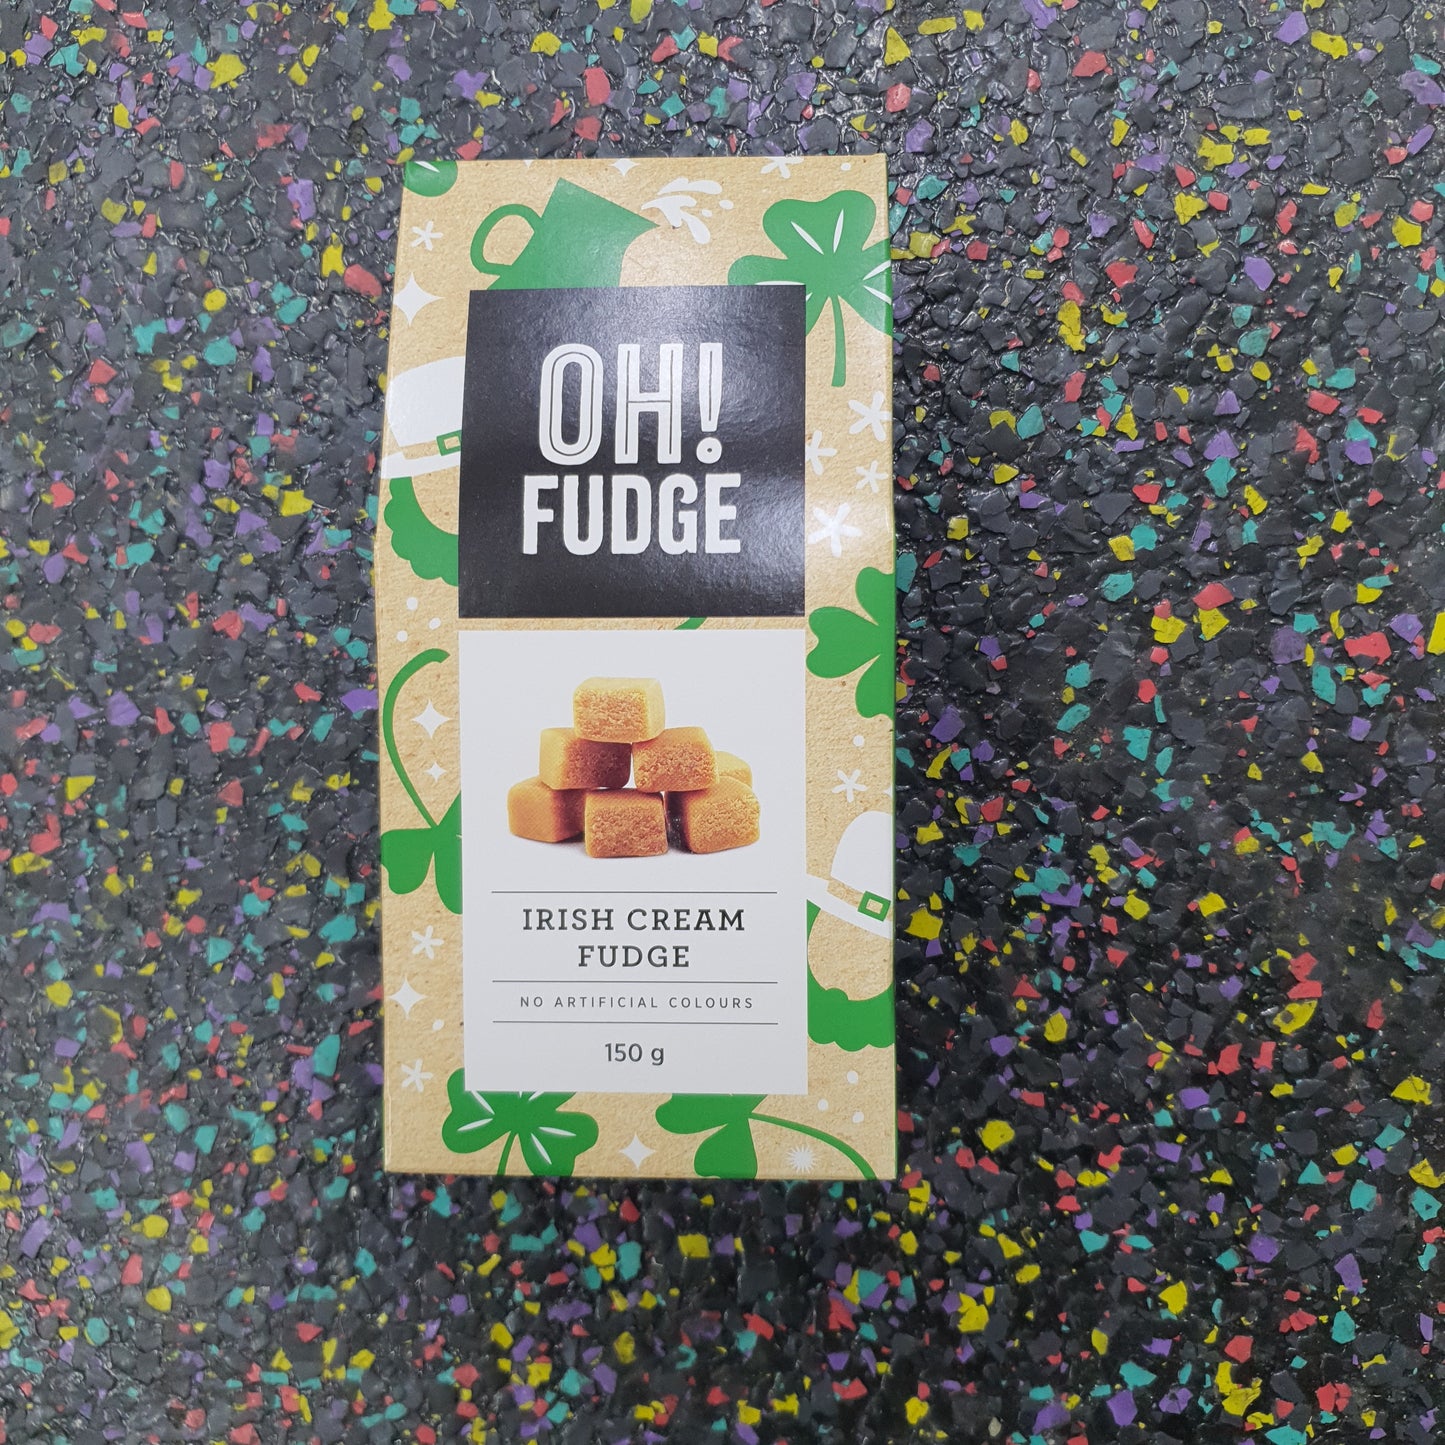 OH!
FUDGE
IRISH CREAM
FUDGE
NO ARTIFICIAL COLOURS
150 g